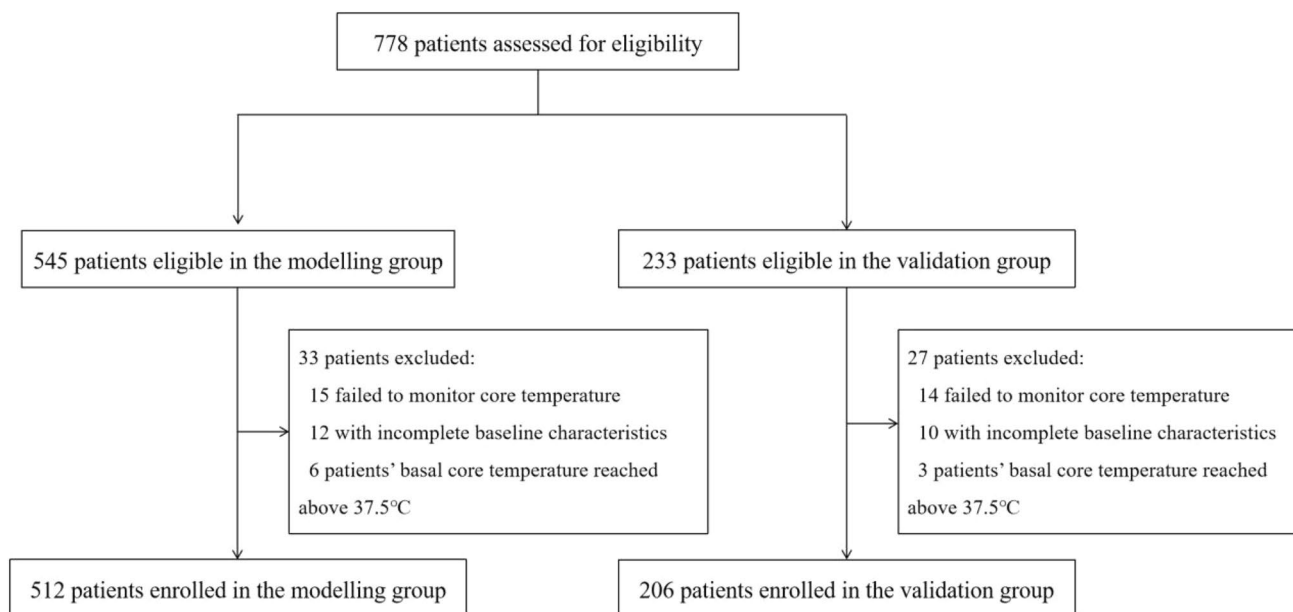 778 patients assessed for eligibility
545 patients eligible in the modelling group
233 patients eligible in the validation group
33 patients excluded:
15 failed to monitor core temperature
12 with incomplete baseline characteristics
6 patients’ basal core temperature reached
above 37.5℃
27 patients excluded:
14 failed to monitor core temperature
10 with incomplete baseline characteristics
3 patients’ basal core temperature reached
above 37.5℃
512 patients enrolled in the modelling group
206 patients enrolled in the validation group